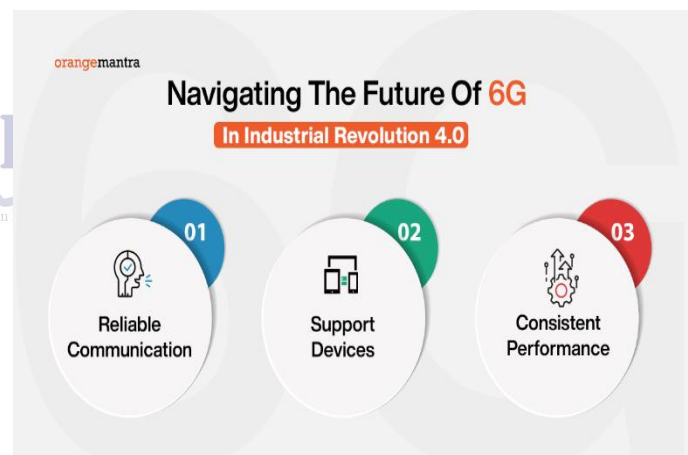 orangemantra
Navigating The Future Of 6G
In Industrial Revolution 4.0
01
Reliable
Communication
02
Support
Devices
03
Consistent
Performance
6G